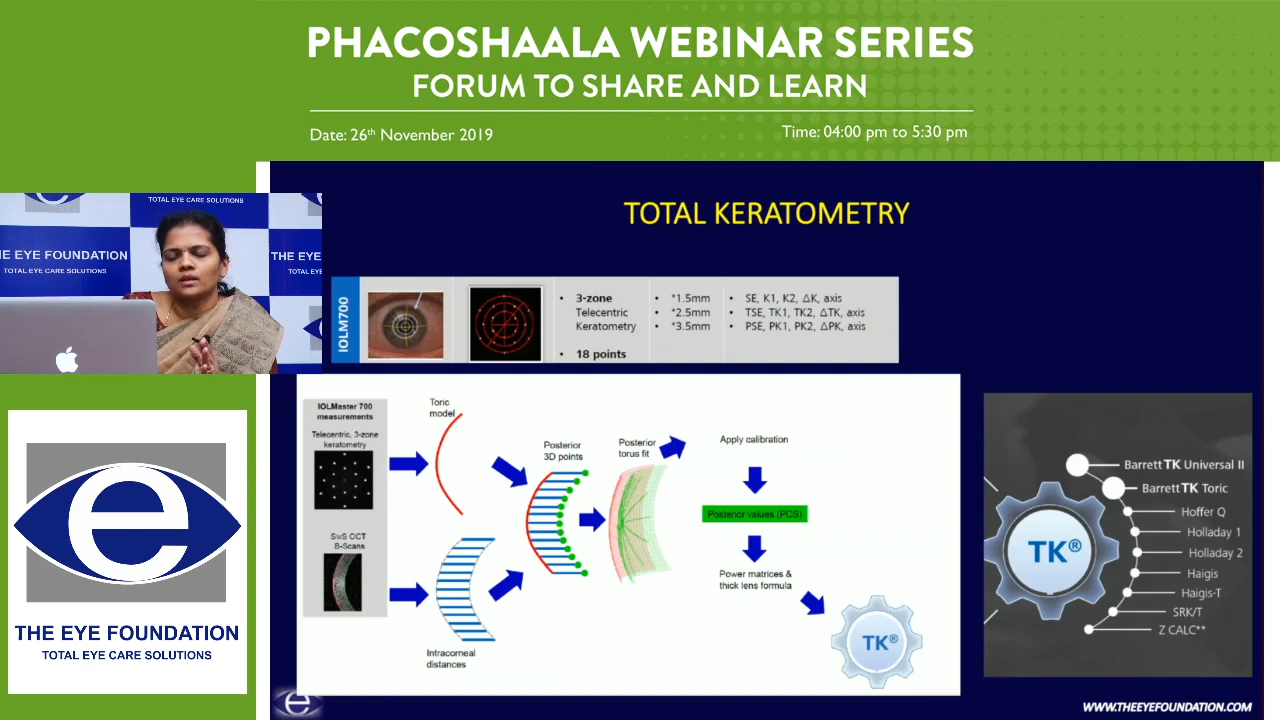 PHACOSHAALA WEBINAR SERIES
FORUM TO SHARE AND LEARN
Date: 26th November 2019
Time: 04:00 pm to 5:30 pm
TOTAL EYE CARE SOLUTIONS
HE EYE FOUNDATION
TOTAL EYE CARE SOLUTIONS
THE EYE
TOTAL EYE
THE EYE FOUNDATION
TOTAL EYE CARE SOLUTIONS
TOTAL KERATOMETRY
IOLM700
• 3-zone
Telecentric
Keratometry
• 18 points
• *1.5mm
• *2.5mm
• *3.5mm
• SE, K1, K2, ΔK, axis
• TSE, TK1, TK2, ΔTK, axis
• PSE, PK1, PK2, ΔPK, axis
IOLMaster 700
measurements
Telecentric, 3-zone
keratometry
SwS OCT
B-Scans
Toric
model
Intracorneal
distances
Posterior
3D points
Posterior
torus fit
Apply calibration
Posterior values (PCS)
Power matrices &
thick lens formula
TK®
TK®
Barrett TK Universal II
Barrett TK Toric
Hoffer Q
Holladay 1
Holladay 2
Haigis
Haigis-T
SRK/T
Z CALC**
WWW.THEEYEFOUNDATION.COM